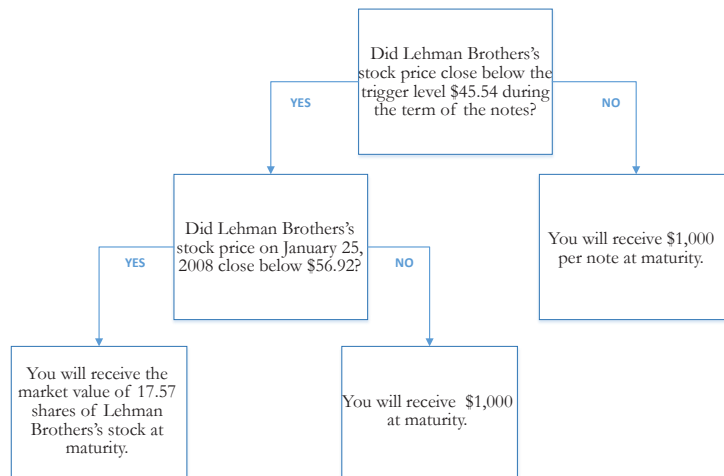 Did Lehman Brothers's
stock price close below the
trigger level $45.54 during
the term of the notes?
YES
NO
Did Lehman Brothers's
stock price on January 25,
2008 close below $56.92?
You will receive $1,000
per note at maturity.
YES
NO
You will receive the
market value of 17.57
shares of Lehman
Brothers's stock at
maturity.
You will receive $1,000
at maturity.